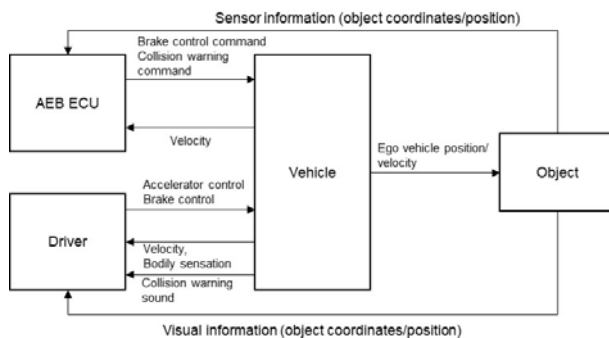 Sensor information (object coordinates/position)
Brake control command
Collision warning
command
AEB ECU
Velocity
Vehicle
Ego vehicle position/
velocity
Object
Accelerator control
Brake control
Driver
Velocity,
Bodily sensation
Collision warning
sound
Visual information (object coordinates/position)